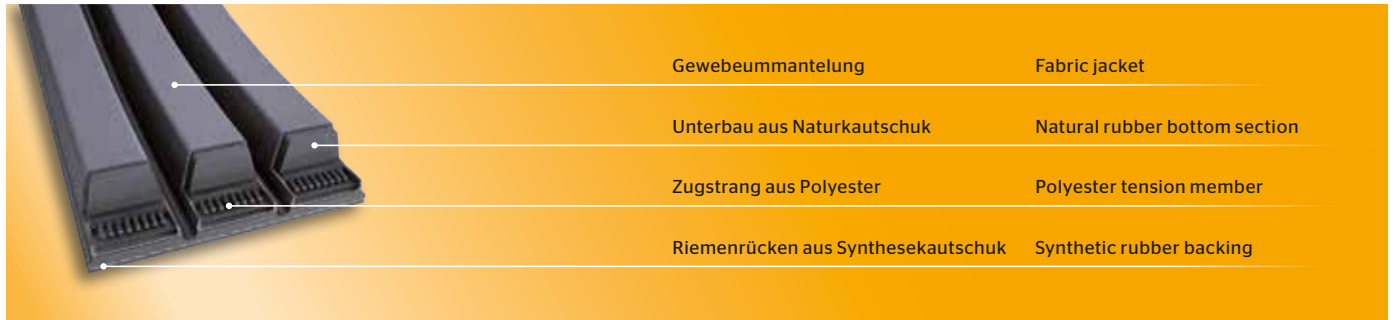 Gewebeummantelung Fabric jacket
Unterbau aus Naturkautschuk Natural rubber bottom section
Zugstrang aus Polyester Polyester tension member
Riemenrücken aus Synthesekautschuk Synthetic rubber backing